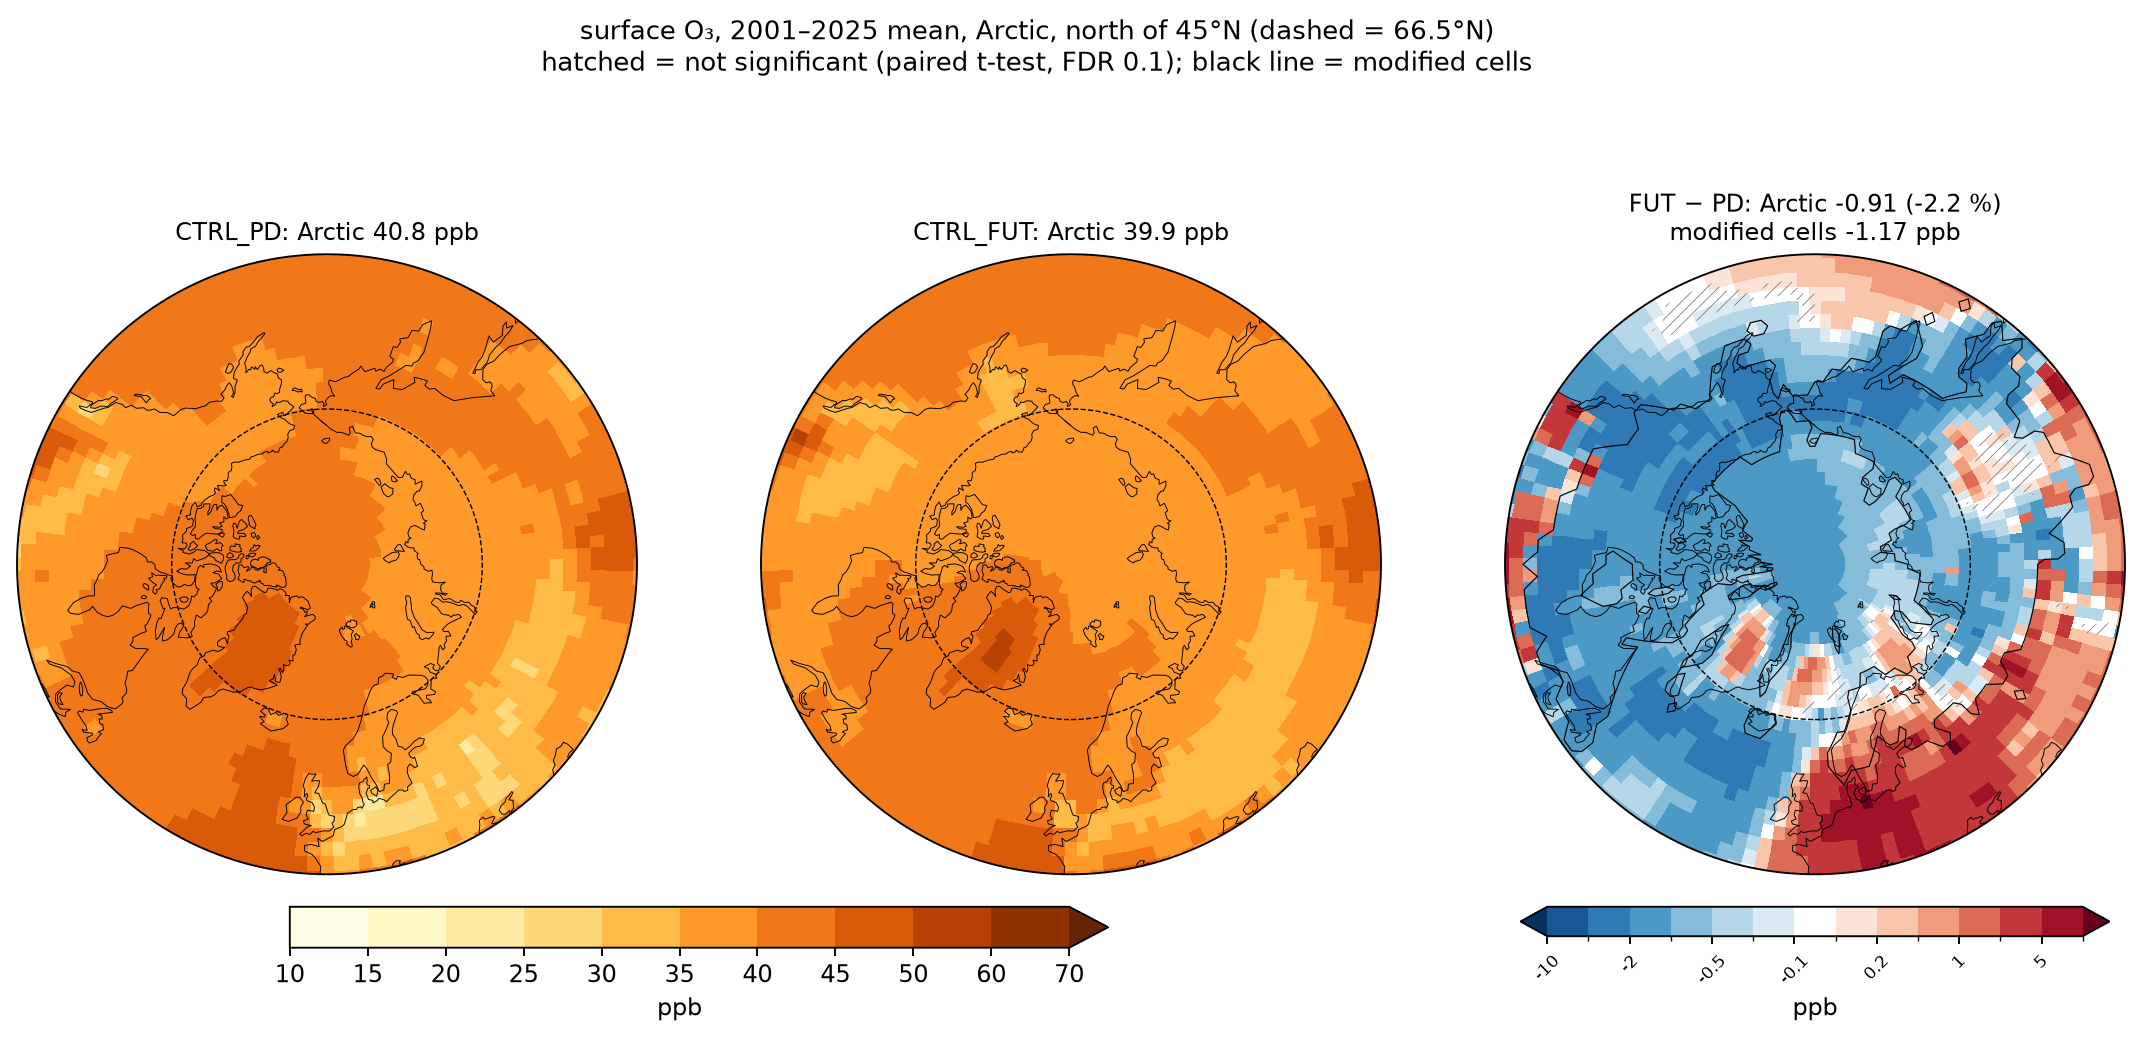 surface O₃, 2001–2025 mean, Arctic, north of 45°N (dashed = 66.5°N)
hatched = not significant (paired t-test, FDR 0.1); black line = modified cells
CTRL_PD: Arctic 40.8 ppb
CTRL_FUT: Arctic 39.9 ppb
FUT − PD: Arctic -0.91 (-2.2 %)
modified cells -1.17 ppb
10 15 20 25 30 35 40 45 50 60 70
ppb
-10 -2 -0.5 -0.1 0.2 1 5
ppb